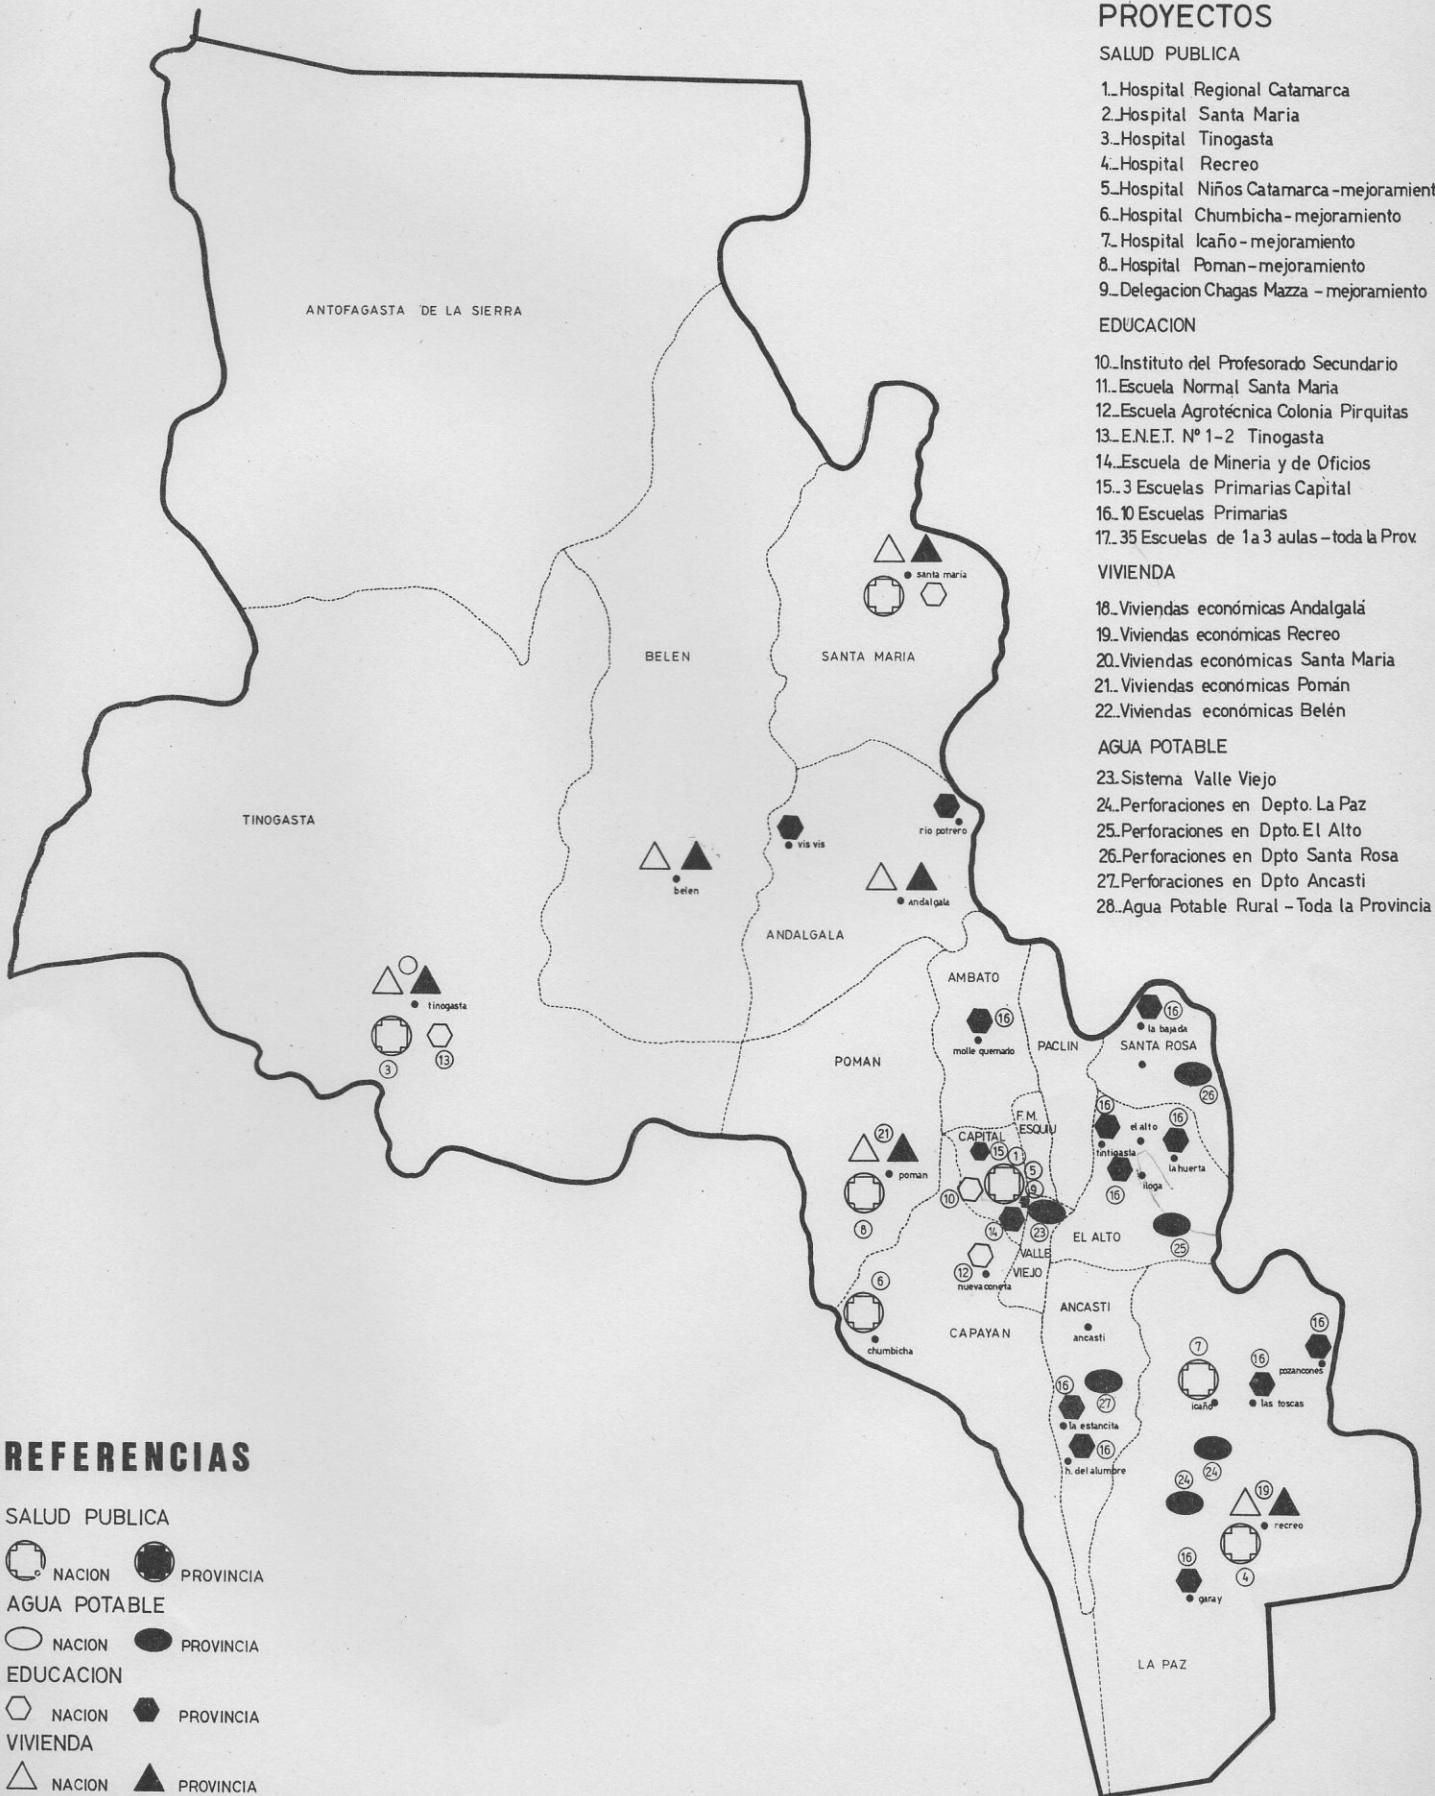 PROYECTOS
SALUD PUBLICA
1._Hospital Regional Catamarca
2._Hospital Santa Maria
3._Hospital Tinogasta
4._Hospital Recreo
5._Hospital Niños Catamarca-mejoramient
6._Hospital Chumbicha-mejoramiento
7._Hospital Icaño-mejoramiento
8._Hospital Poman-mejoramiento
9._Delegacion Chagas Mazza-mejoramiento
EDUCACION
10._Instituto del Profesorado Secundario
11._Escuela Normal Santa Maria
12._Escuela Agrotécnica Colonia Pirquitas
13._E.N.E.T. Nº 1-2 Tinogasta
14._Escuela de Mineria y de Oficios
15._3 Escuelas Primarias Capital
16._10 Escuelas Primarias
17._35 Escuelas de 1 a 3 aulas-toda la Prov.
VIVIENDA
18._Viviendas económicas Andalgalá
19._Viviendas económicas Recreo
20._Viviendas económicas Santa Maria
21._Viviendas económicas Pomán
22._Viviendas económicas Belén
AGUA POTABLE
23._Sistema Valle Viejo
24._Perforaciones en Depto. La Paz
25._Perforaciones en Dpto. El Alto
26._Perforaciones en Dpto Santa Rosa
27._Perforaciones en Dpto Ancasti
28._Agua Potable Rural-Toda la Provincia
ANTOFAGASTA DE LA SIERRA
santa maria
BELEN
SANTA MARIA
TINOGASTA
rio potrero
vis vis
belen
andalgala
ANDALGALA
AMBATO
tinogasta
3
13
16
molle quemado
PACLIN
16
la bajada
SANTA ROSA
26
POMAN
F.M.
ESQUIU
16
tintigasta
el alto
16
la huerta
16
iloga
CAPITAL
15
1
5
9
10
14
23
21
poman
8
EL ALTO
25
VALLE
VIEJO
12
nueva coneta
6
chumbicha
CAPAYAN
ANCASTI
ancasti
16
pozancones
7
icaño
16
las toscas
16
27
la estancita
16
h. del alumbre
24
24
19
recreo
4
16
garay
LA PAZ
REFERENCIAS
SALUD PUBLICA
NACION PROVINCIA
AGUA POTABLE
NACION PROVINCIA
EDUCACION
NACION PROVINCIA
VIVIENDA
NACION PROVINCIA